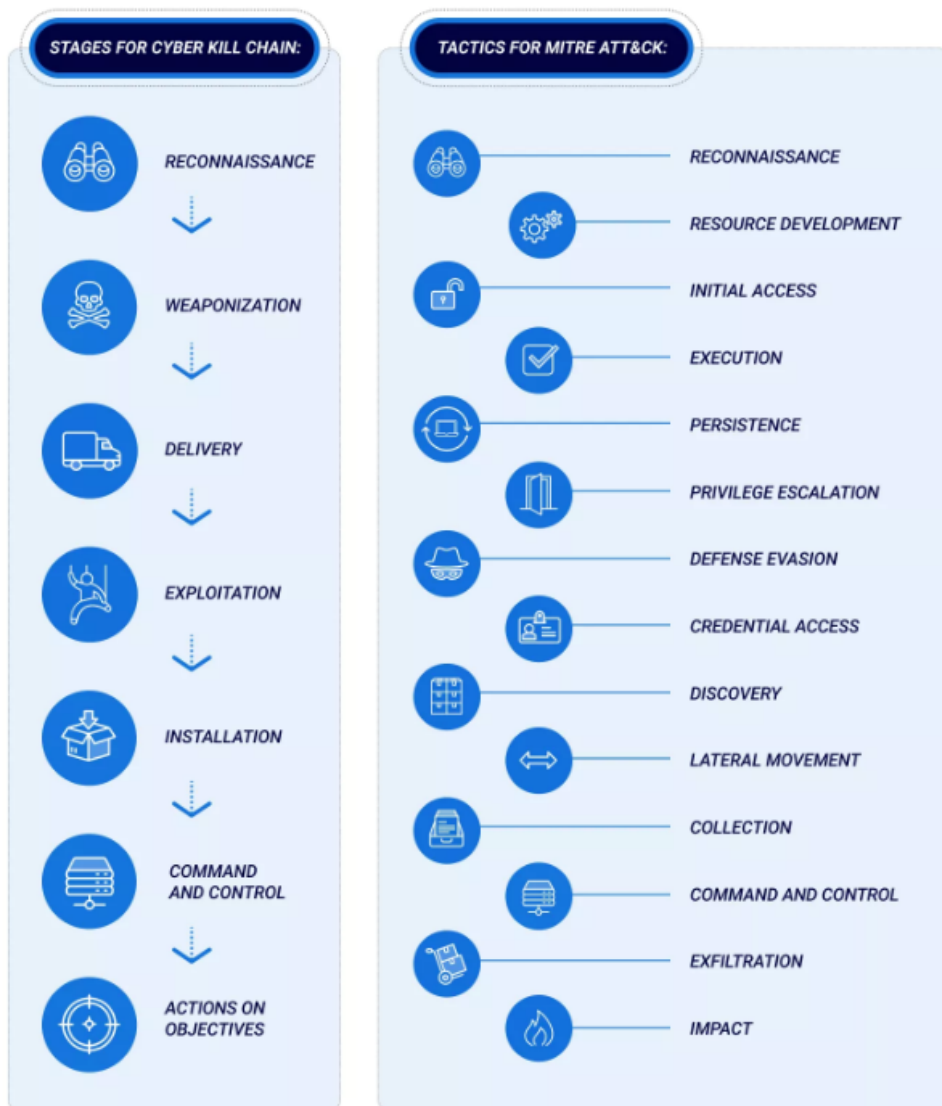 STAGES FOR CYBER KILL CHAIN:
RECONNAISSANCE
WEAPONIZATION
DELIVERY
EXPLOITATION
INSTALLATION
COMMAND
AND CONTROL
ACTIONS ON
OBJECTIVES
TACTICS FOR MITRE ATT&CK:
RECONNAISSANCE
RESOURCE DEVELOPMENT
INITIAL ACCESS
EXECUTION
PERSISTENCE
PRIVILEGE ESCALATION
DEFENSE EVASION
CREDENTIAL ACCESS
DISCOVERY
LATERAL MOVEMENT
COLLECTION
COMMAND AND CONTROL
EXFILTRATION
IMPACT